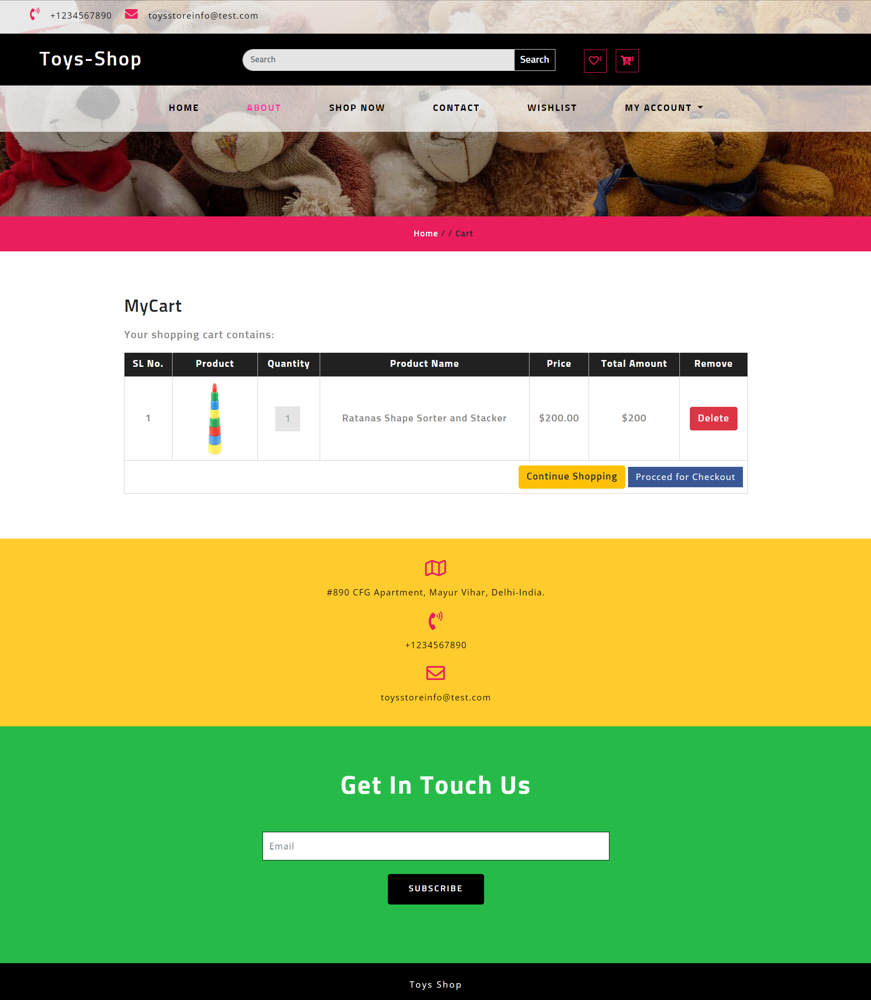 +1234567890 toysstoreinfo@test.com
Toys-Shop Search Search 1 1
HOME ABOUT SHOP NOW CONTACT WISHLIST MY ACCOUNT
Home / / Cart
MyCart
Your shopping cart contains:
SL No. Product Quantity Product Name Price Total Amount Remove
1 1 Ratanas Shape Sorter and Stacker $200.00 $200 Delete
Continue Shopping Procced for Checkout
#890 CFG Apartment, Mayur Vihar, Delhi-India.
+1234567890
toysstoreinfo@test.com
Get In Touch Us
Email
SUBSCRIBE
Toys Shop